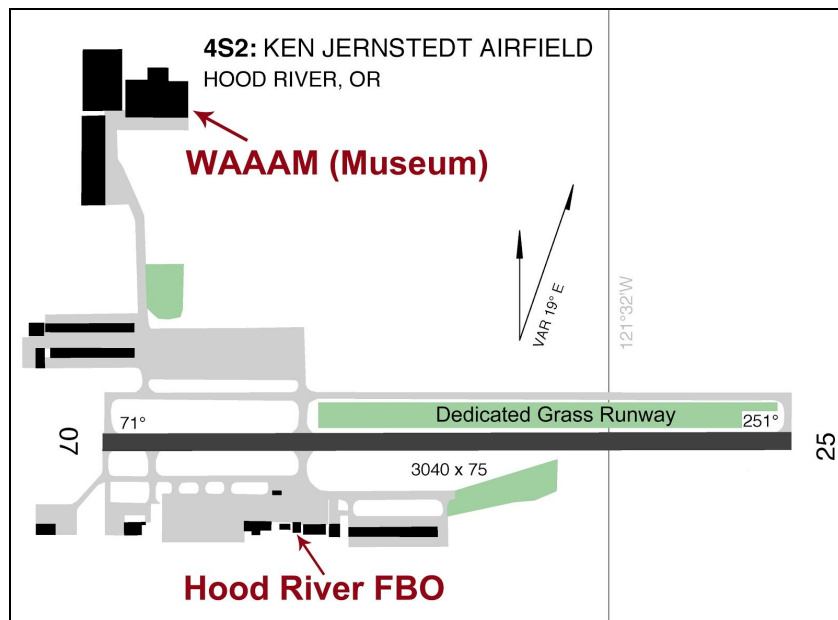 4S2: KEN JERNSTEDT AIRFIELD
HOOD RIVER, OR
WAAAM (Museum)
VAR 19° E
121°32'W
71°
Dedicated Grass Runway
251°
07
25
3040 x 75
Hood River FBO